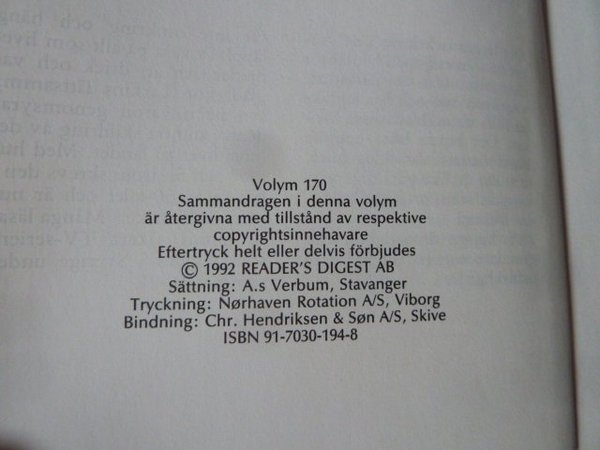 Volym 170
Sammandragen i denna volym
är återgivna med tillstånd av respektive
copyrightsinnehavare
Eftertryck helt eller delvis förbjudes
© 1992 READER'S DIGEST AB
Sättning: A.s Verbum, Stavanger
Tryckning: Nørhaven Rotation A/S, Viborg
Bindning: Chr. Hendriksen & Søn A/S, Skive
ISBN 91-7030-194-8